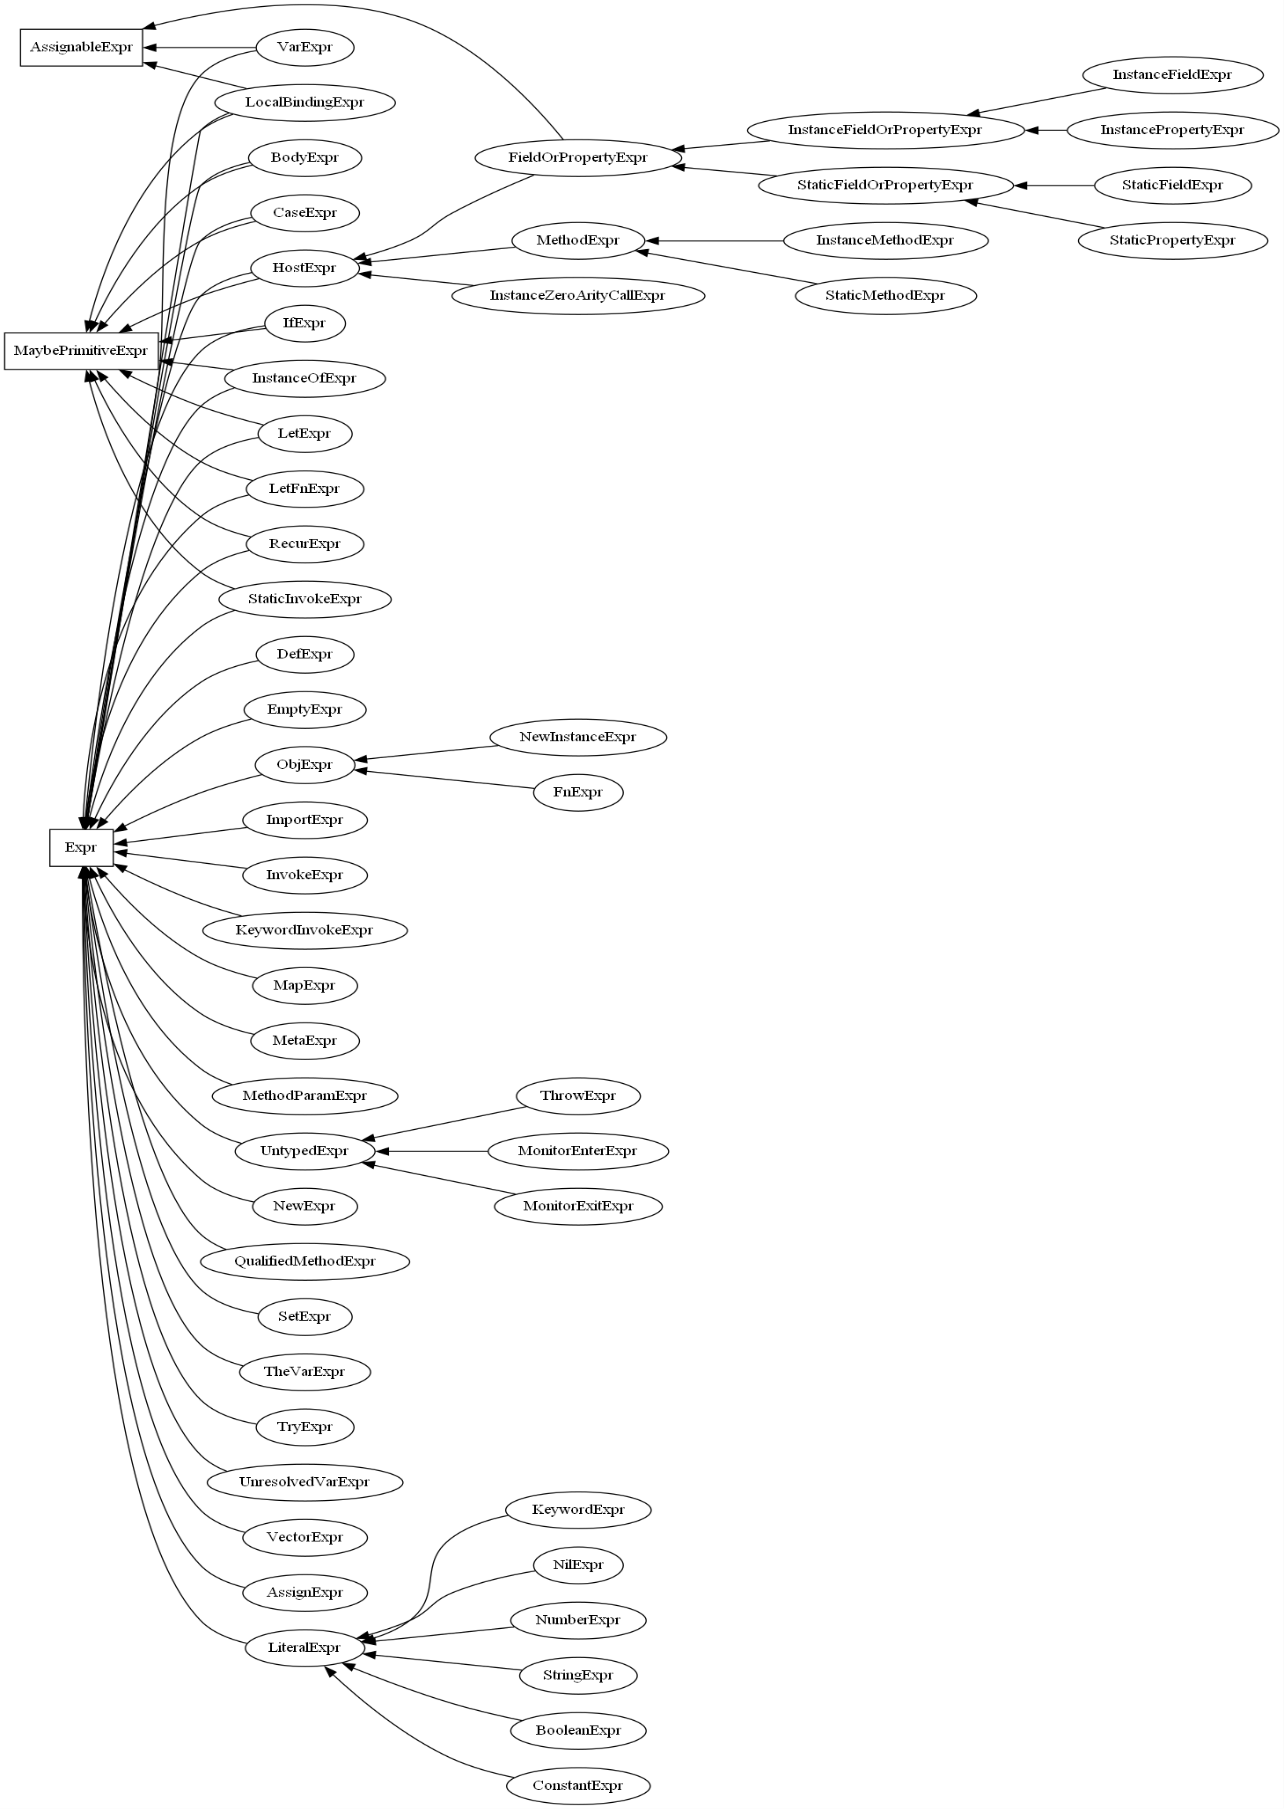 AssignableExpr
VarExpr
LocalBindingExpr
InstanceFieldExpr
InstanceFieldOrPropertyExpr
InstancePropertyExpr
BodyExpr
FieldOrPropertyExpr
StaticFieldOrPropertyExpr
StaticFieldExpr
CaseExpr
MethodExpr
InstanceMethodExpr
StaticPropertyExpr
HostExpr
InstanceZeroArityCallExpr
StaticMethodExpr
IfExpr
MaybePrimitiveExpr
InstanceOfExpr
LetExpr
LetFnExpr
RecurExpr
StaticInvokeExpr
DefExpr
EmptyExpr
NewInstanceExpr
ObjExpr
FnExpr
ImportExpr
Expr
InvokeExpr
KeywordInvokeExpr
MapExpr
MetaExpr
MethodParamExpr
ThrowExpr
UntypedExpr
MonitorEnterExpr
NewExpr
MonitorExitExpr
QualifiedMethodExpr
SetExpr
TheVarExpr
TryExpr
UnresolvedVarExpr
KeywordExpr
VectorExpr
NilExpr
AssignExpr
NumberExpr
LiteralExpr
StringExpr
BooleanExpr
ConstantExpr